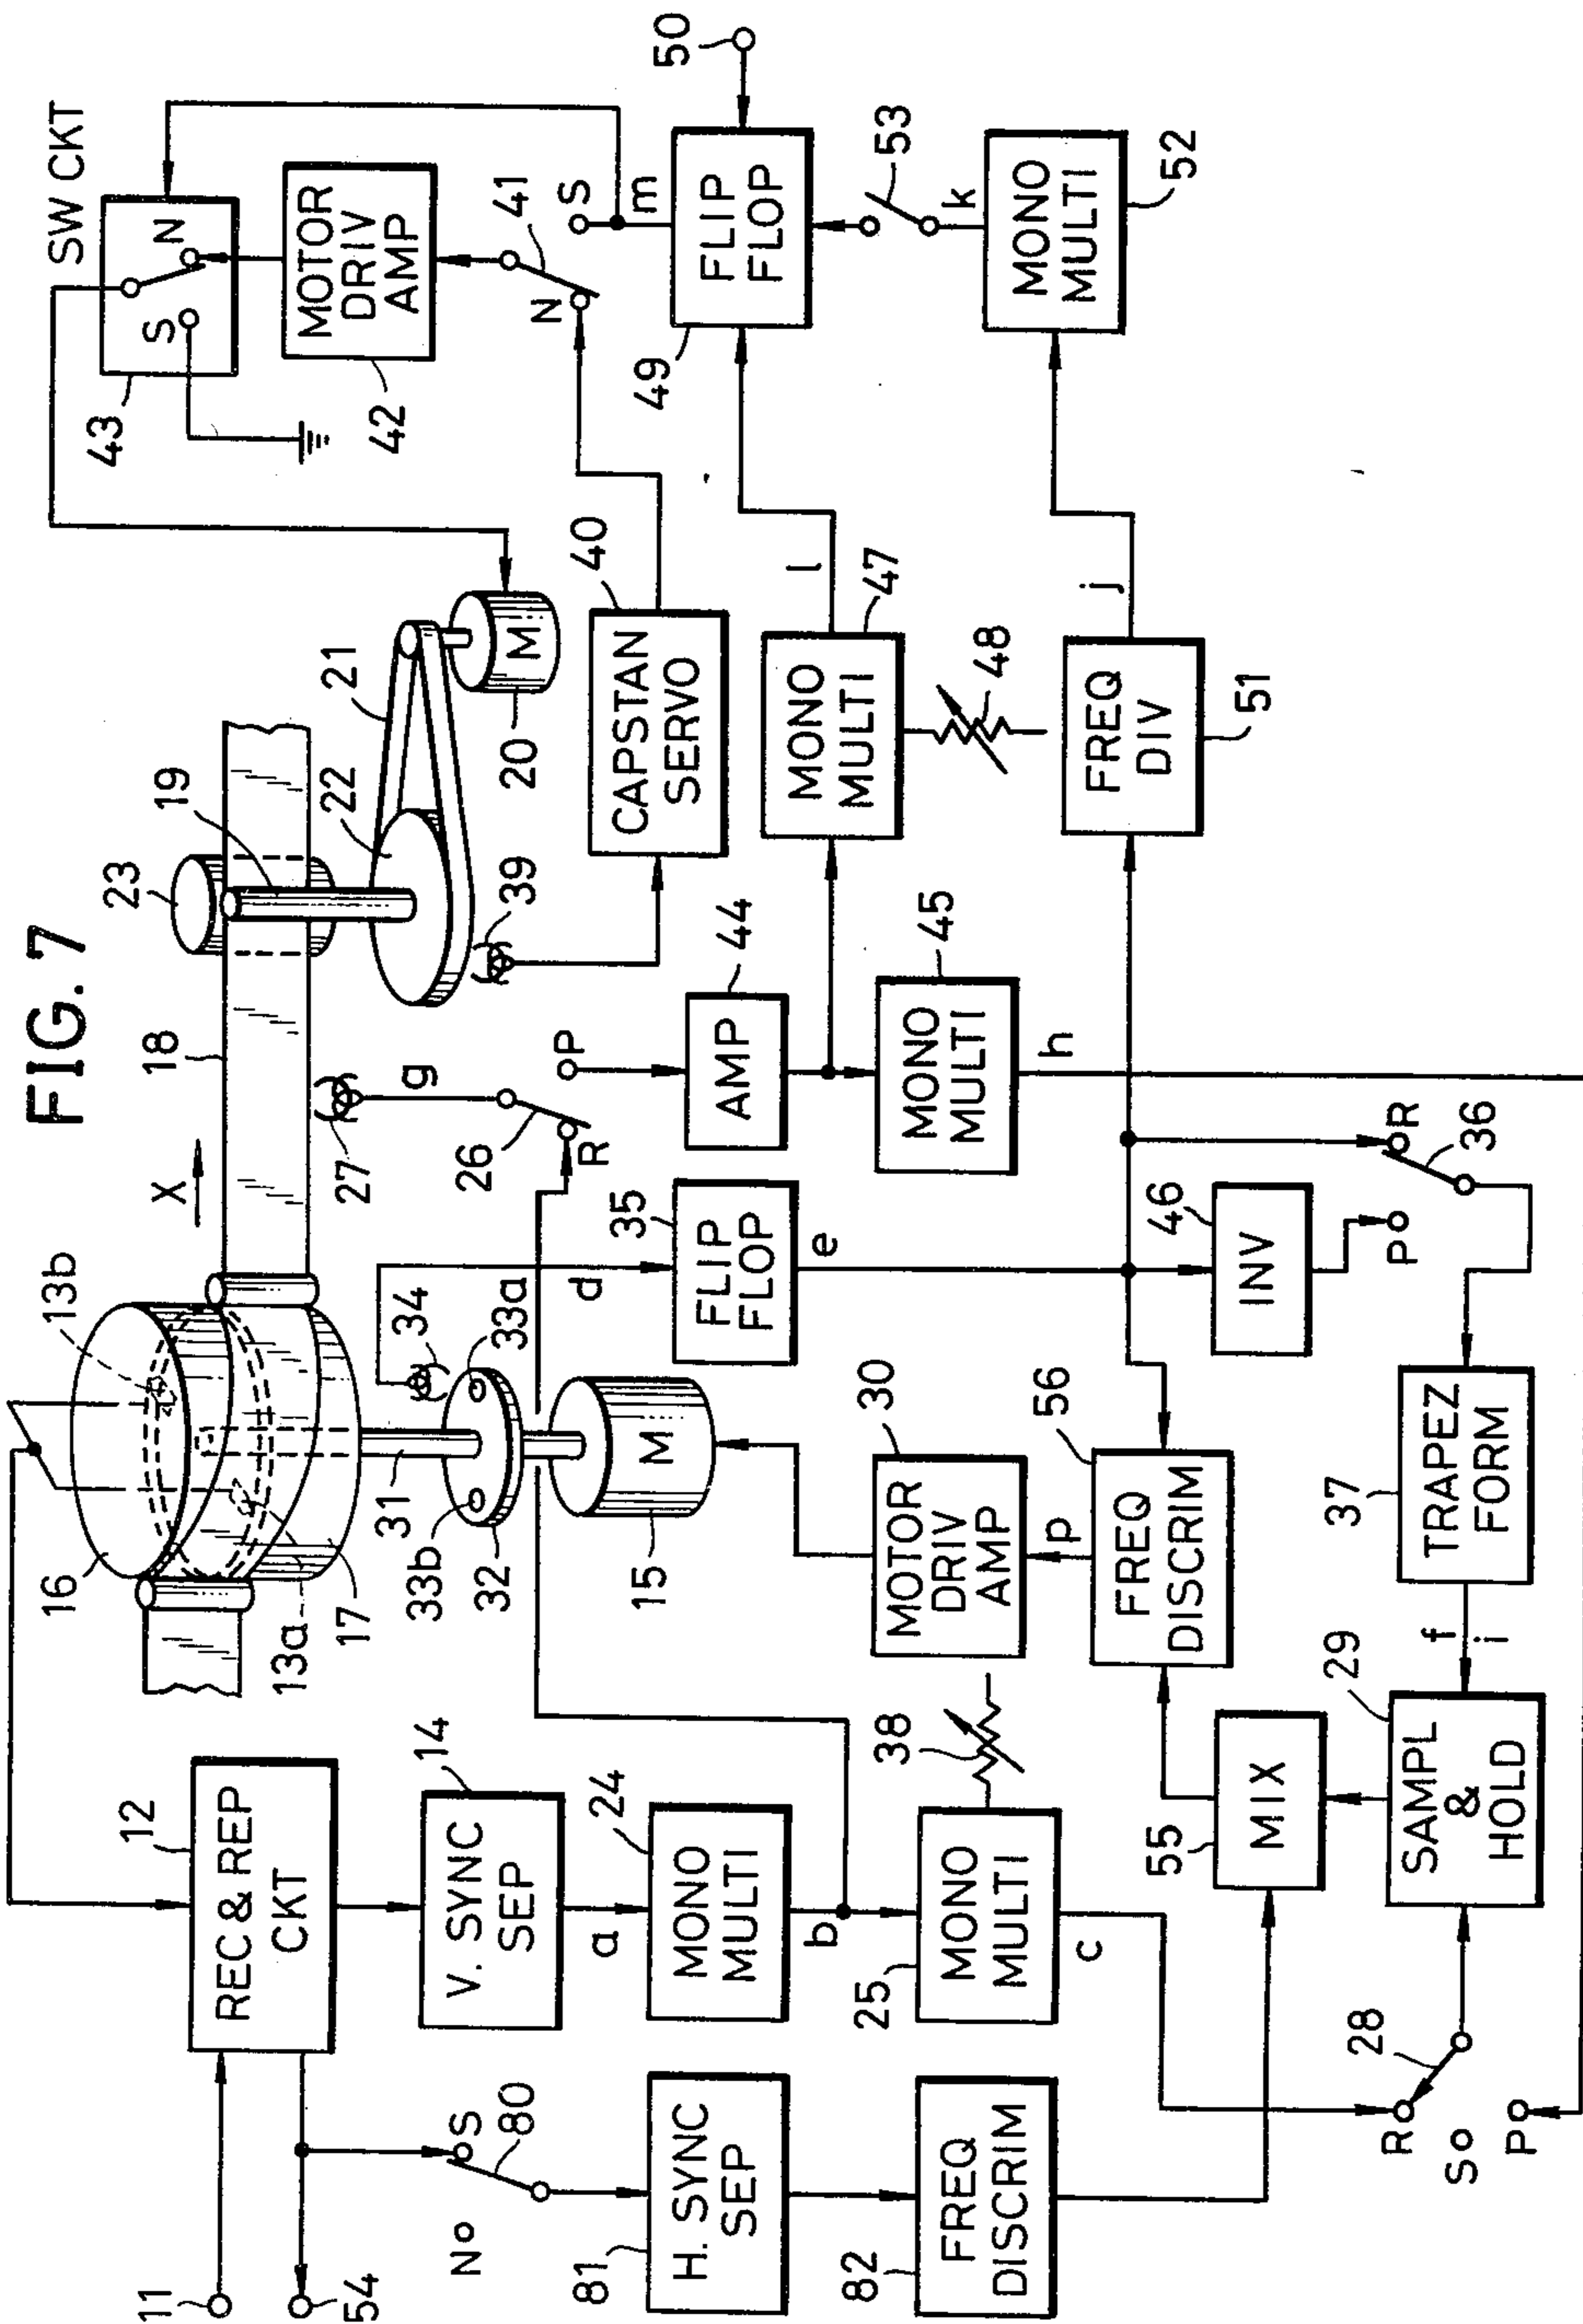 FIG. 7
11
54
12
REC & REP
CKT
14
V. SYNC
SEP
a
24
MONO
MULTI
b
25
MONO
MULTI
c
38
N
S
80
81
H. SYNC
SEP
82
FREQ
DISCRIM
R
S
P
28
29
SAMPL
&
HOLD
55
MIX
f
i
37
TRAPEZ
FORM
56
FREQ
DISCRIM
p
30
MOTOR
DRIV
AMP
15
M
32
33b
33a
31
34
d
16
17
13a
13b
X
18
35
FLIP
FLOP
e
46
INV
P
R
36
27
g
26
R
P
44
AMP
45
MONO
MULTI
h
23
19
22
21
20
M
39
40
CAPSTAN
SERVO
47
MONO
MULTI
l
48
51
FREQ
DIV
j
52
MONO
MULTI
k
53
49
FLIP
FLOP
50
m
S
N
41
42
MOTOR
DRIV
AMP
43
S
N
SW CKT